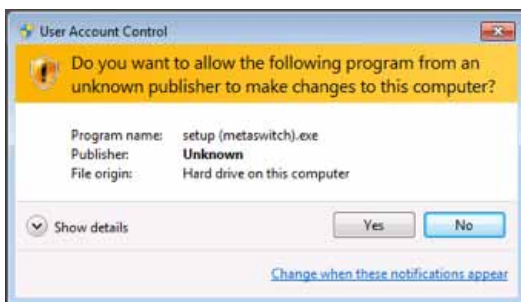 User Account Control
Do you want to allow the following program from an
unknown publisher to make changes to this computer?
Program name: setup (metaswitch).exe
Publisher: Unknown
File origin: Hard drive on this computer
Show details
Yes
No
Change when these notifications appear